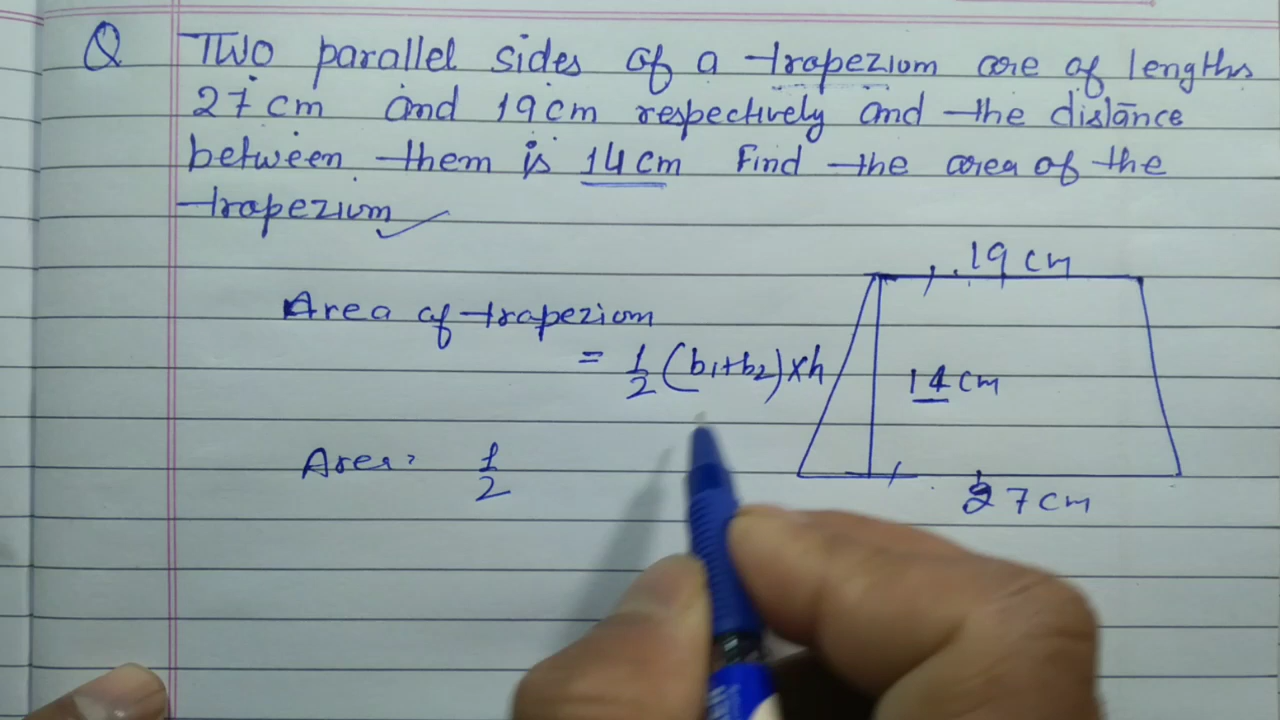 Q Two parallel sides of a trapezium are of lengths
27 cm and 19 cm respectively and the distance
between them is 14 cm Find the area of the
trapezium
19 cm
Area of trapezium
= 1/2 (b1+b2) x h
14 cm
Area = 1/2
27 cm